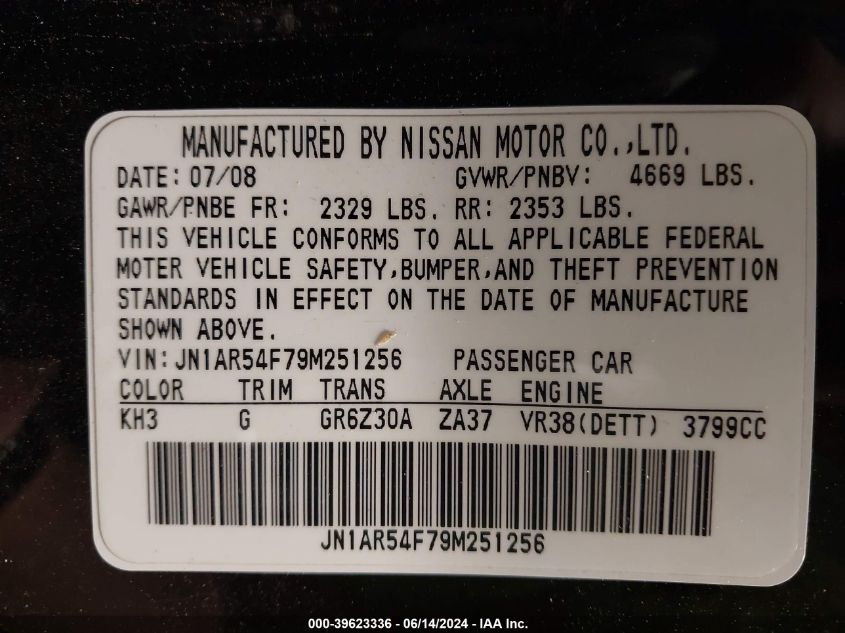 MANUFACTURED BY NISSAN MOTOR CO.,LTD.
DATE: 07/08 GVWR/PNBV: 4669 LBS.
GAWR/PNBE FR: 2329 LBS. RR: 2353 LBS.
THIS VEHICLE CONFORMS TO ALL APPLICABLE FEDERAL
MOTER VEHICLE SAFETY,BUMPER,AND THEFT PREVENTION
STANDARDS IN EFFECT ON THE DATE OF MANUFACTURE
SHOWN ABOVE.
VIN: JN1AR54F79M251256 PASSENGER CAR
COLOR TRIM TRANS AXLE ENGINE
KH3 G GR6Z30A ZA37 VR38(DETT) 3799CC
JN1AR54F79M251256
000-39623336 - 06/14/2024 - IAA Inc.